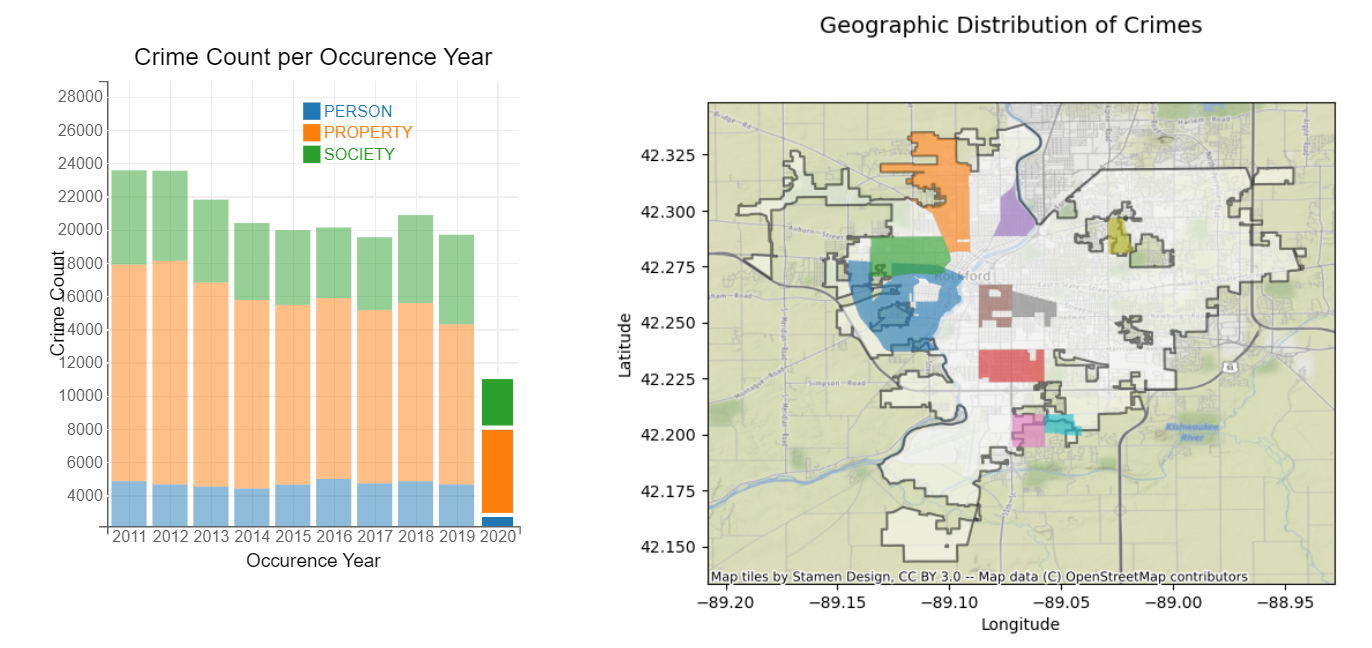 Geographic Distribution of Crimes
Crime Count per Occurence Year
28000
26000
24000
22000
20000
18000
16000
14000
12000
10000
8000
6000
4000
Crime Count
PERSON
PROPERTY
SOCIETY
2011 2012 2013 2014 2015 2016 2017 2018 2019 2020
Occurence Year
42.325
42.300
42.275
42.250
42.225
42.200
42.175
42.150
Latitude
Auburn--Street
Rockford
Simpson--Road
Kishwaukee
River
Map tiles by Stamen Design, CC BY 3.0 -- Map data (C) OpenStreetMap contributors
−89.20 −89.15 −89.10 −89.05 −89.00 −88.95
Longitude